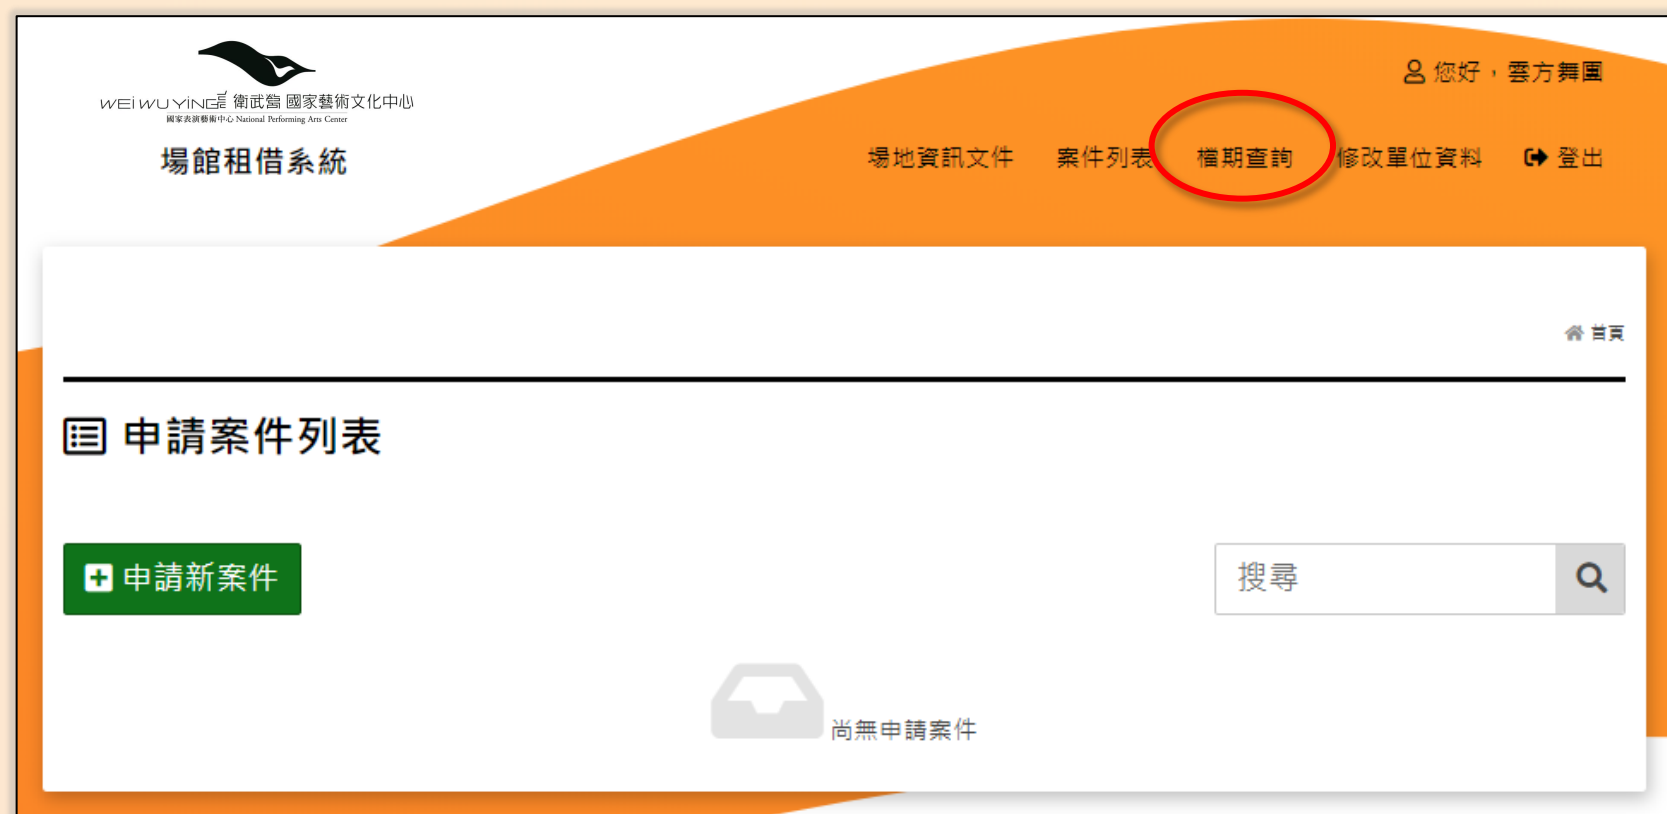 您好，雲方舞團
WEiWUYiNG 衛武營 國家藝術文化中心
國家表演藝術中心 National Performing Arts Center
場館租借系統
場地資訊文件 案件列表 檔期查詢 修改單位資料 登出
首頁
申請案件列表
申請新案件
搜尋
尚無申請案件